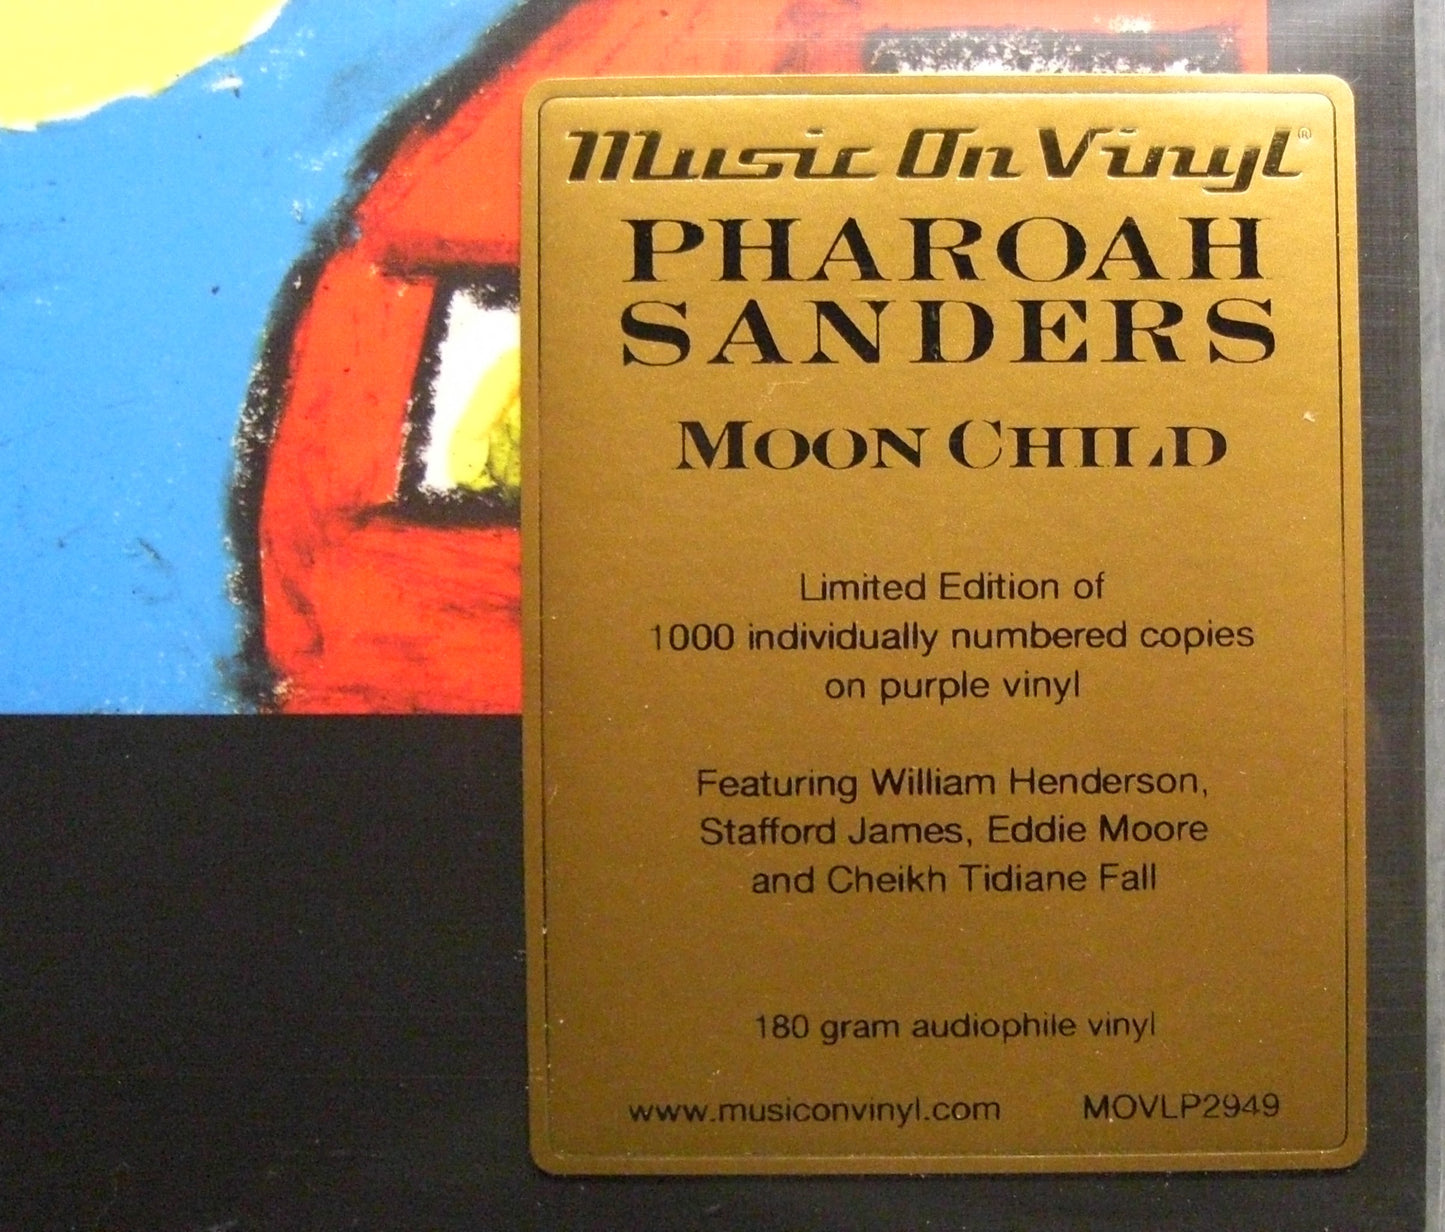 Music On Vinyl®
PHAROAH
SANDERS
MOON CHILD
Limited Edition of
1000 individually numbered copies
on purple vinyl
Featuring William Henderson,
Stafford James, Eddie Moore
and Cheikh Tidiane Fall
180 gram audiophile vinyl
www.musiconvinyl.com MOVLP2949